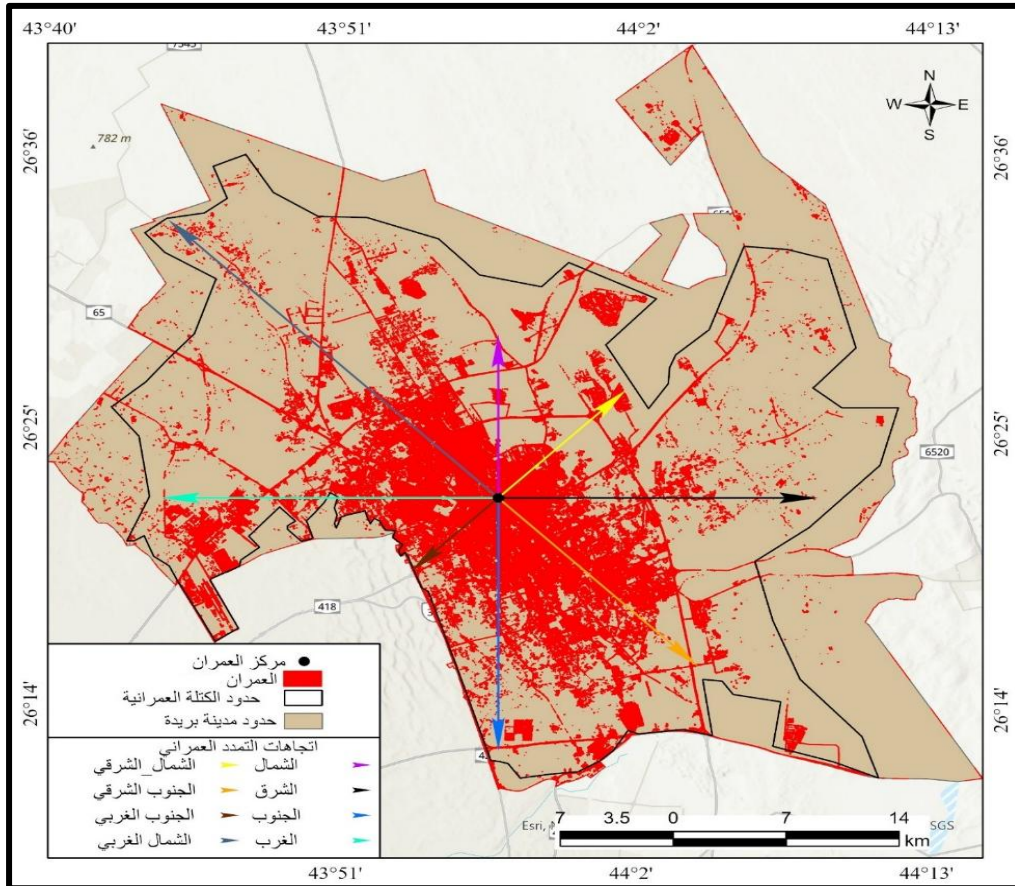 43°40' 43°51' 44°2' 44°13'
7545
N
W E
S
782 m
26°36' 26°36'
65
26°25' 26°25'
6520
418
مركز العمران
العمران
حدود الكتلة العمرانية
حدود مدينة بريدة
26°14' 26°14'
اتجاهات التمدد العمراني
الشمال الشمال_الشرقي
الشرق الجنوب الشرقي
الجنوب الجنوب الغربي
الغرب الشمال الغربي
7 3.5 0 7 14
Esri, SGS
km
43°51' 44°2' 44°13'